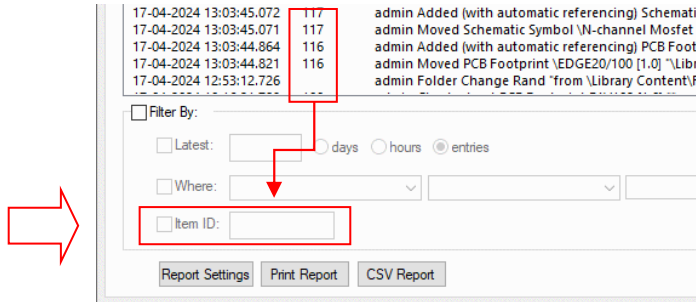 17-04-2024 13:03:45.072 117 admin Added (with automatic referencing) Schemati
17-04-2024 13:03:45.071 117 admin Moved Schematic Symbol \N-channel Mosfet
17-04-2024 13:03:44.864 116 admin Added (with automatic referencing) PCB Foot
17-04-2024 13:03:44.821 116 admin Moved PCB Footprint \EDGE20/100 [1.0] "\Libr
17-04-2024 12:53:12.726 admin Folder Change Rand "from \Library Content\F
Filter By:
Latest: days hours entries
Where:
Item ID:
Report Settings Print Report CSV Report